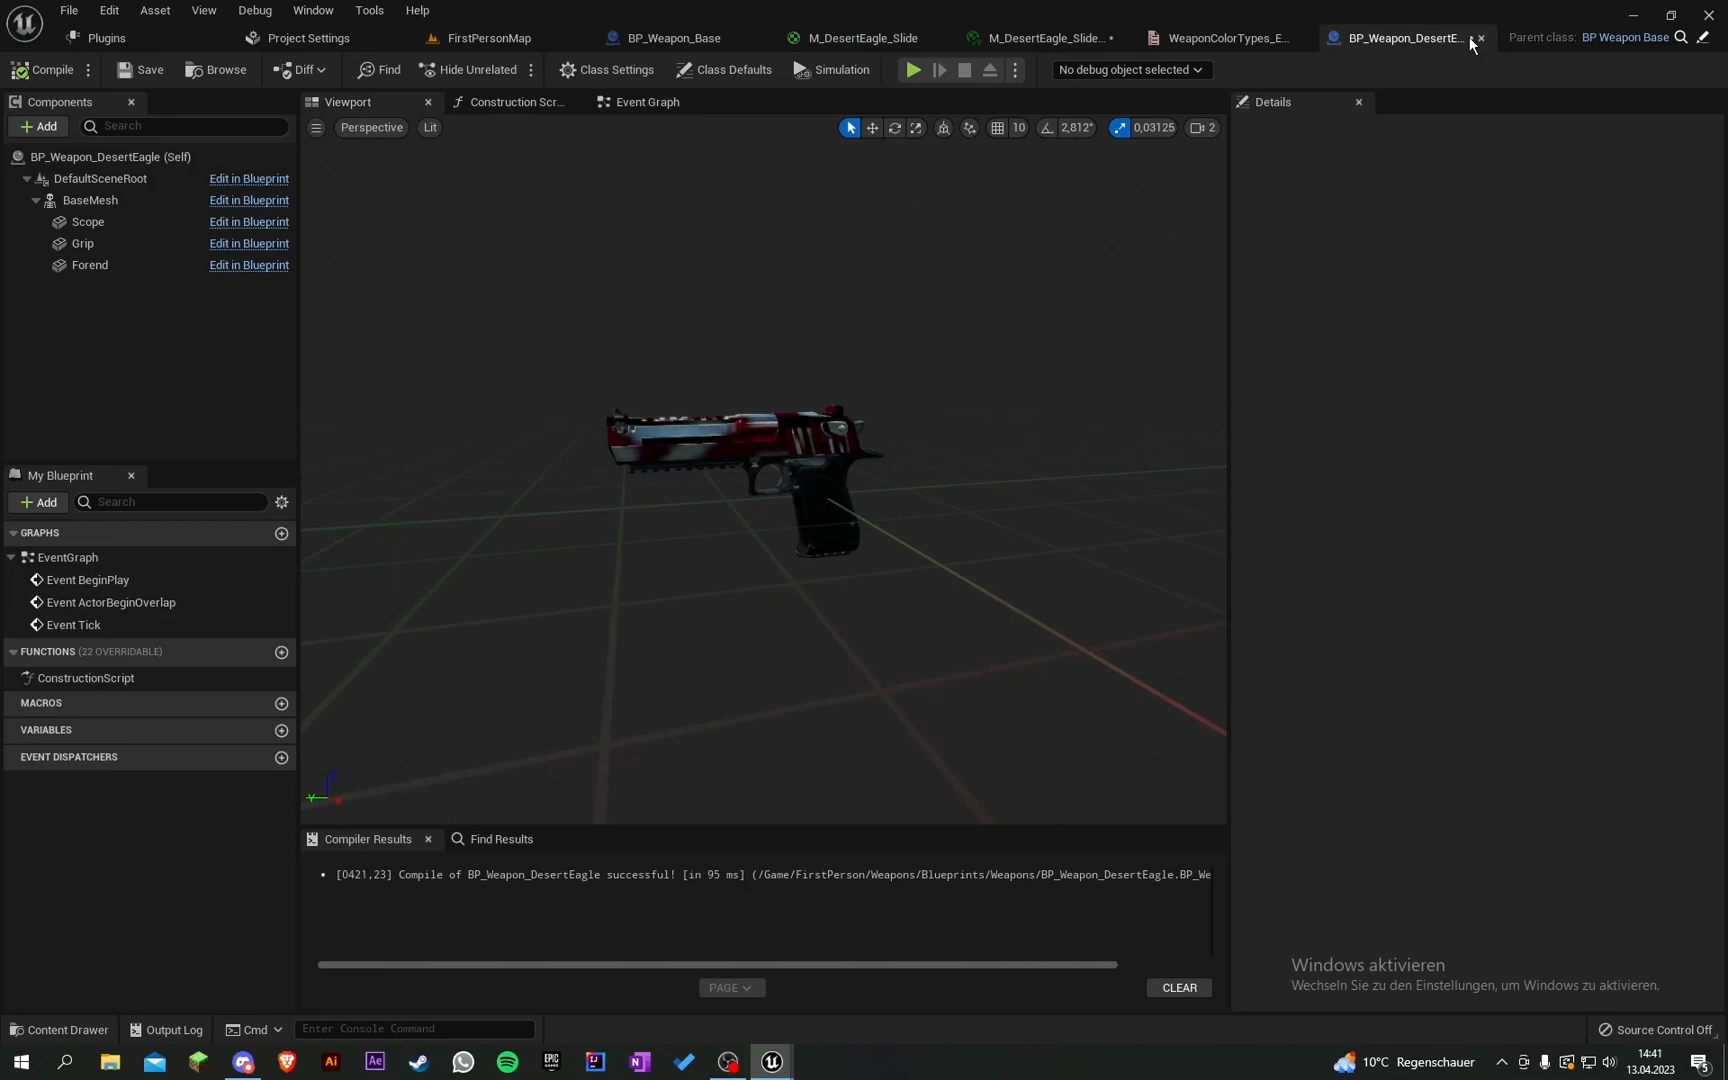 File Edit Asset View Debug Window Tools Help
Plugins Project Settings FirstPersonMap BP_Weapon_Base M_DesertEagle_Slide M_DesertEagle_Slide... • WeaponColorTypes_E... BP_Weapon_DesertE... Parent class: BP Weapon Base
Compile Save Browse Diff Find Hide Unrelated Class Settings Class Defaults Simulation No debug object selected
Components Viewport Construction Scr... Event Graph Details
Add Search Perspective Lit 10 2,812° 0,03125 2
BP_Weapon_DesertEagle (Self)
DefaultSceneRoot Edit in Blueprint
BaseMesh Edit in Blueprint
Scope Edit in Blueprint
Grip Edit in Blueprint
Forend Edit in Blueprint
My Blueprint
Add Search
GRAPHS
EventGraph
Event BeginPlay
Event ActorBeginOverlap
Event Tick
FUNCTIONS (22 OVERRIDABLE)
ConstructionScript
MACROS
VARIABLES
EVENT DISPATCHERS
Z
Y X
Compiler Results Find Results
• [0421,23] Compile of BP_Weapon_DesertEagle successful! [in 95 ms] (/Game/FirstPerson/Weapons/Blueprints/Weapons/BP_Weapon_DesertEagle.BP_We
PAGE CLEAR
Windows aktivieren
Wechseln Sie zu den Einstellungen, um Windows zu aktivieren.
Content Drawer Output Log Cmd Enter Console Command Source Control Off
Ai Ae EPIC GAMES IJ N 10°C Regenschauer 14:41
13.04.2023 5